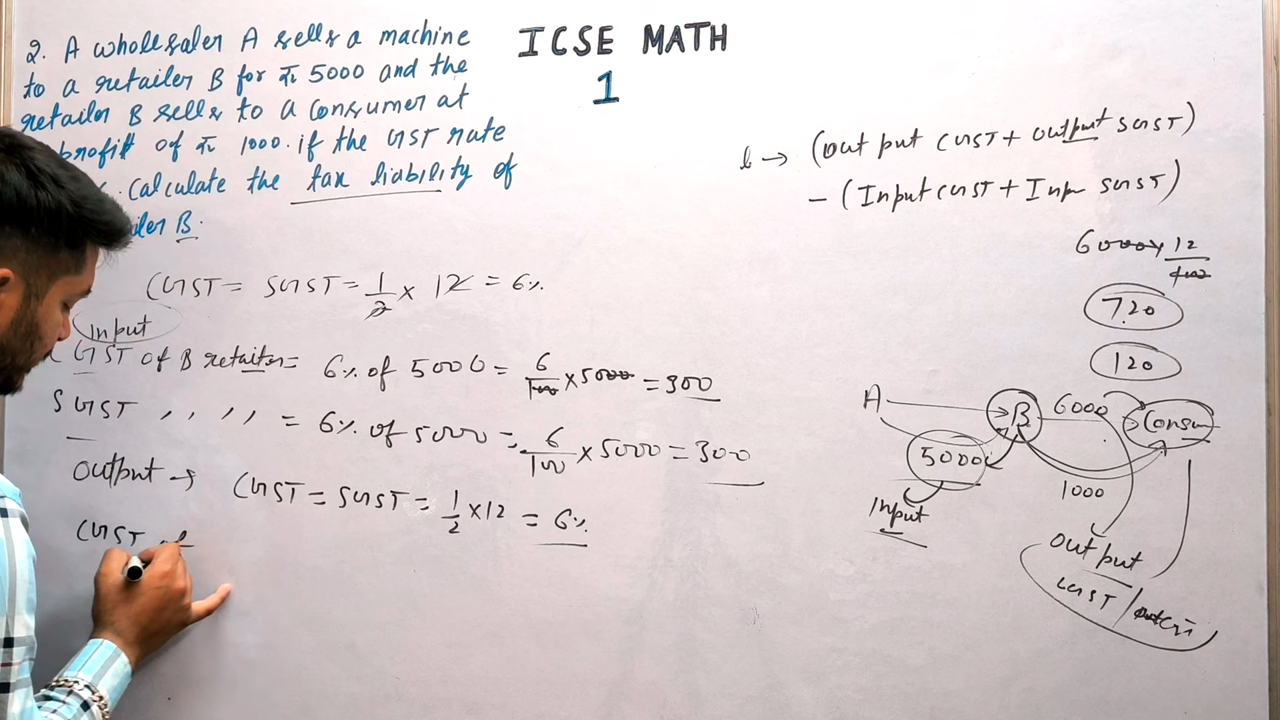 ICSE MATH
1
2. A wholesaler A sells a machine
to a retailer B for ₹ 5000 and the
retailer B sells to a consumer at
profit of ₹ 1000. if the GST rate
Calculate the tax liability of
B.
CGST = SGST = 1/2 × 12 = 6%
Input
CGST of B retailer = 6% of 5000 = 6/100 × 5000 = 300
SGST ,, ,, = 6% of 5000 = 6/100 × 5000 = 300
Output → CGST = SGST = 1/2 × 12 = 6%
CGST of
(Output CGST + Output SGST)
- (Input CGST + Inpu SGST)
6000 × 12/100
720
120
A B 6000 Consum
5000
1000
Input
Output
CGST /